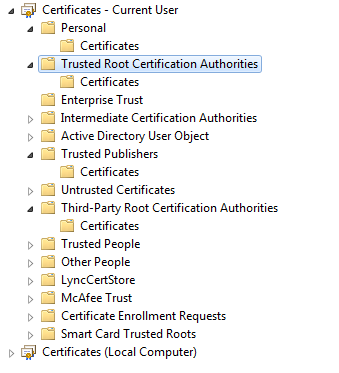 Certificates - Current User
Personal
Certificates
Trusted Root Certification Authorities
Certificates
Enterprise Trust
Intermediate Certification Authorities
Active Directory User Object
Trusted Publishers
Certificates
Untrusted Certificates
Third-Party Root Certification Authorities
Certificates
Trusted People
Other People
LyncCertStore
McAfee Trust
Certificate Enrollment Requests
Smart Card Trusted Roots
Certificates (Local Computer)